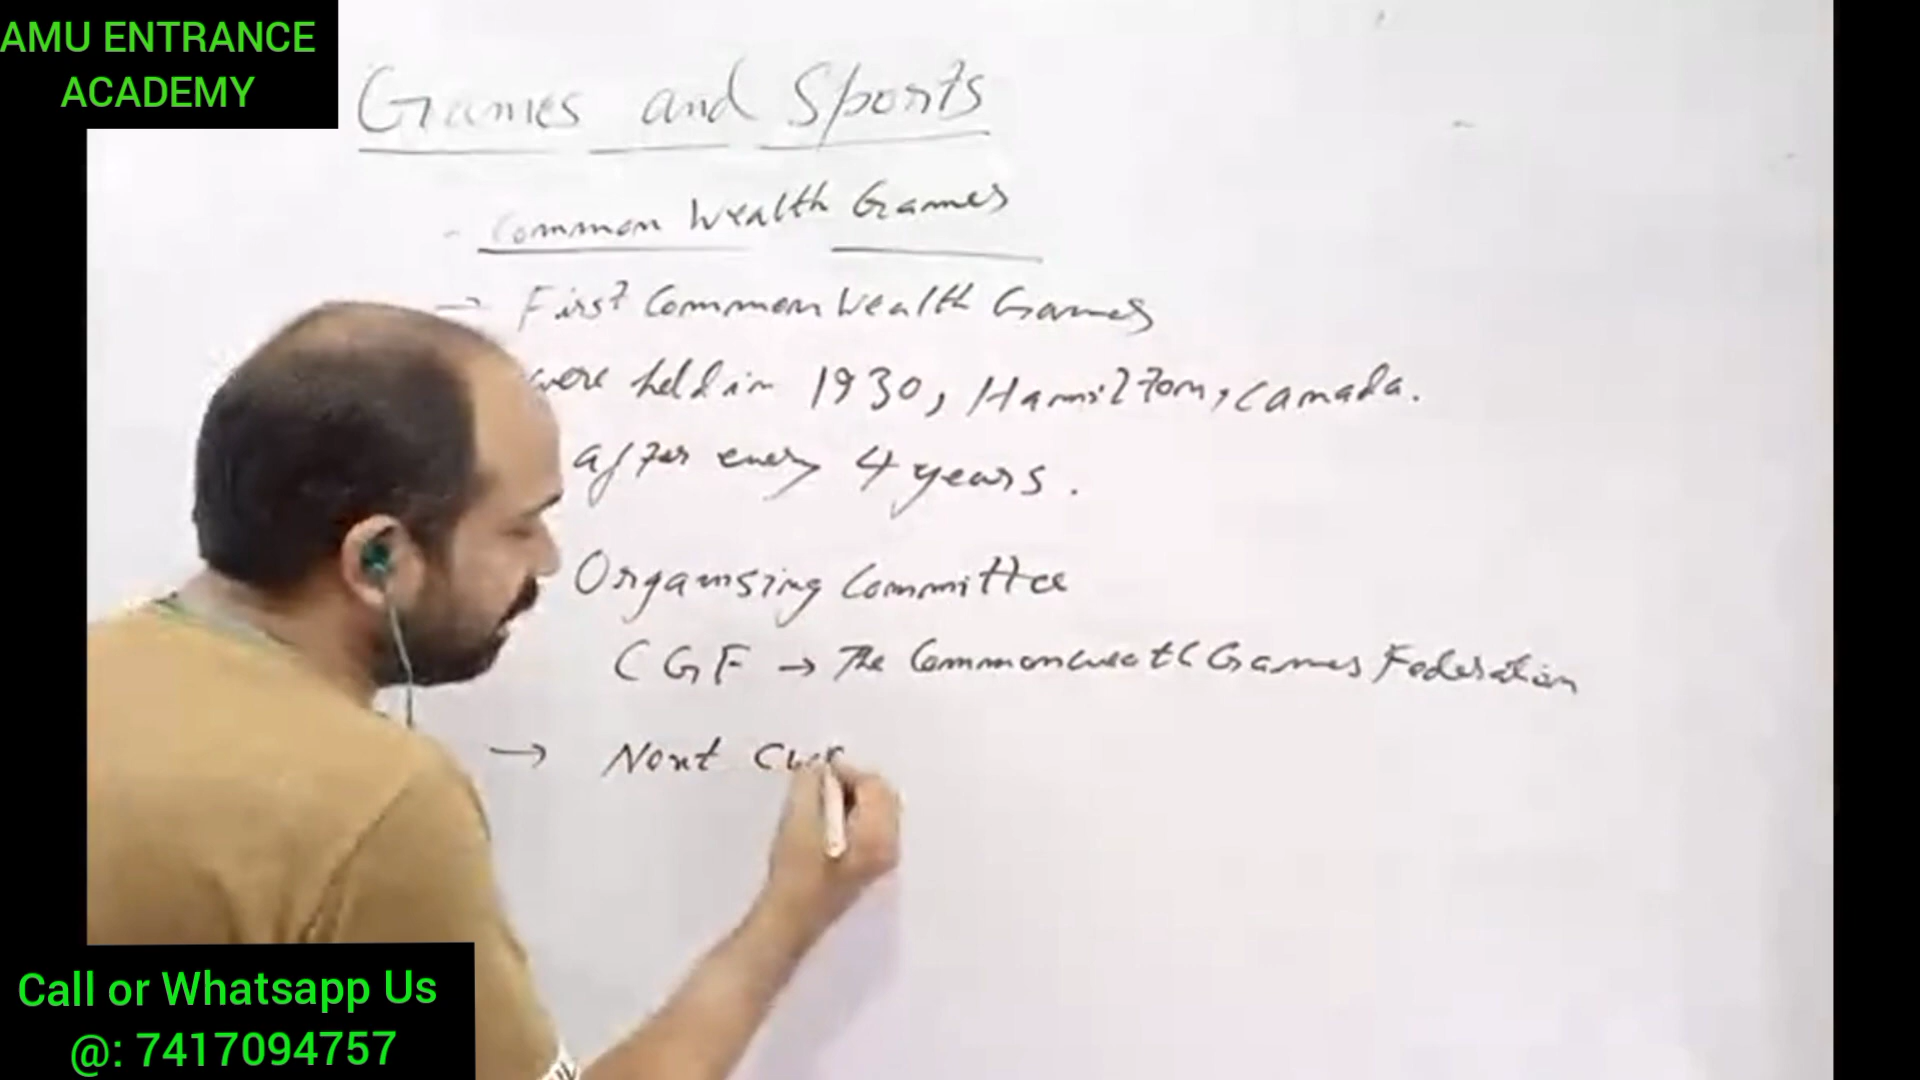 AMU ENTRANCE
ACADEMY
Games and Sports
- Common Wealth Games
→ First Common Wealth Games
were held in 1930, Hamilton, Canada.
after every 4 years.
Organising Committee
CGF → The Commonwealth Games Federation
→ Next
Call or Whatsapp Us
@: 7417094757